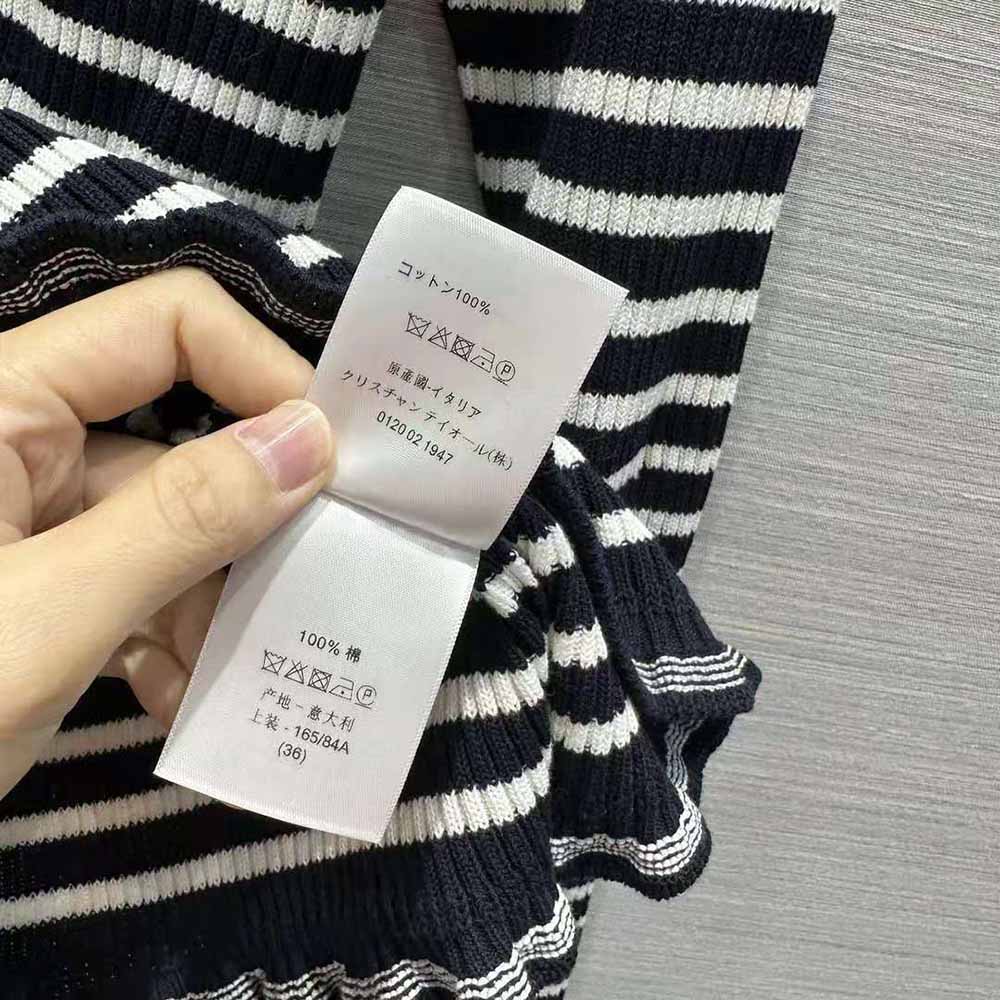 コットン100%
P
原産國-イタリア
クリスチャンディオール(株)
0120 02 1947
100% 棉
P
产地 - 意大利
上装 - 165/84A
(36)